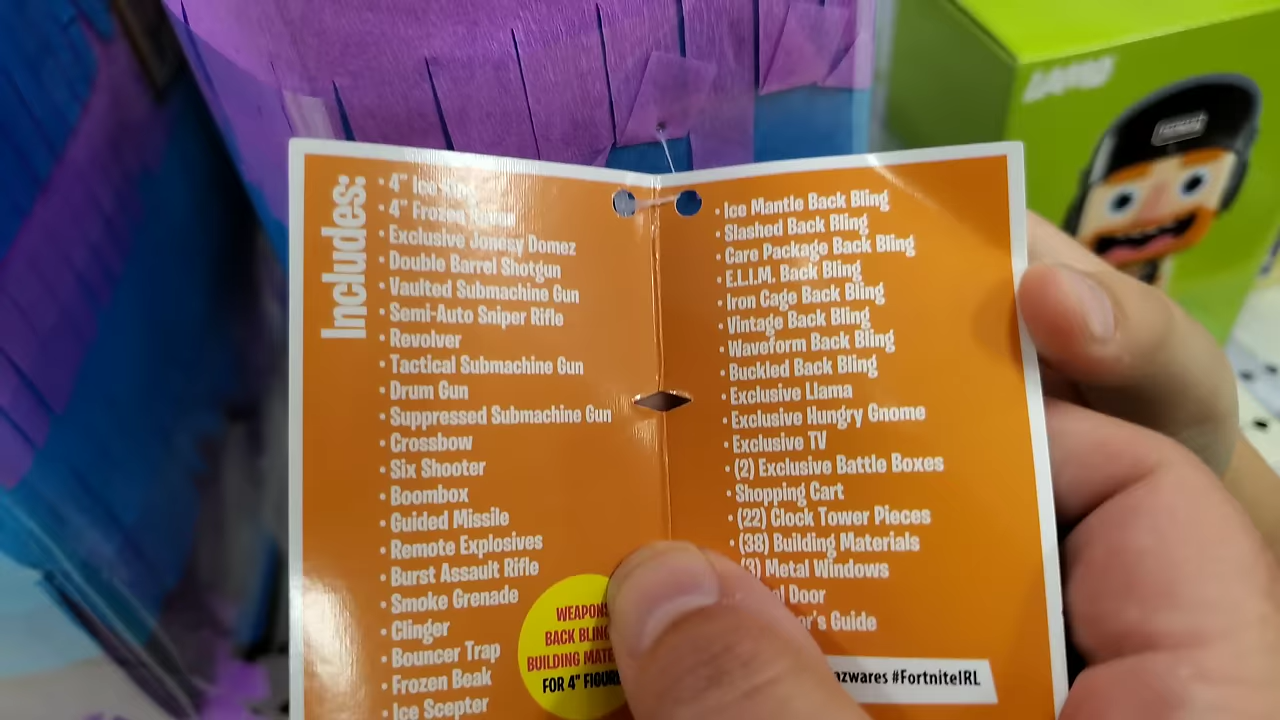 Includes:
• 4" Ice King
• 4" Frozen Raven
• Exclusive Jonesy Domez
• Double Barrel Shotgun
• Vaulted Submachine Gun
• Semi-Auto Sniper Rifle
• Revolver
• Tactical Submachine Gun
• Drum Gun
• Suppressed Submachine Gun
• Crossbow
• Six Shooter
• Boombox
• Guided Missile
• Remote Explosives
• Burst Assault Rifle
• Smoke Grenade
• Clinger
• Bouncer Trap
• Frozen Beak
• Ice Scepter
WEAPONS
BACK BLING
BUILDING MATE
FOR 4" FIGURE
• Ice Mantle Back Bling
• Slashed Back Bling
• Care Package Back Bling
• E.L.I.M. Back Bling
• Iron Cage Back Bling
• Vintage Back Bling
• Waveform Back Bling
• Buckled Back Bling
• Exclusive Llama
• Exclusive Hungry Gnome
• Exclusive TV
• (2) Exclusive Battle Boxes
• Shopping Cart
• (22) Clock Tower Pieces
• (38) Building Materials
(3) Metal Windows
Door
Guide
azwares #FortniteIRL